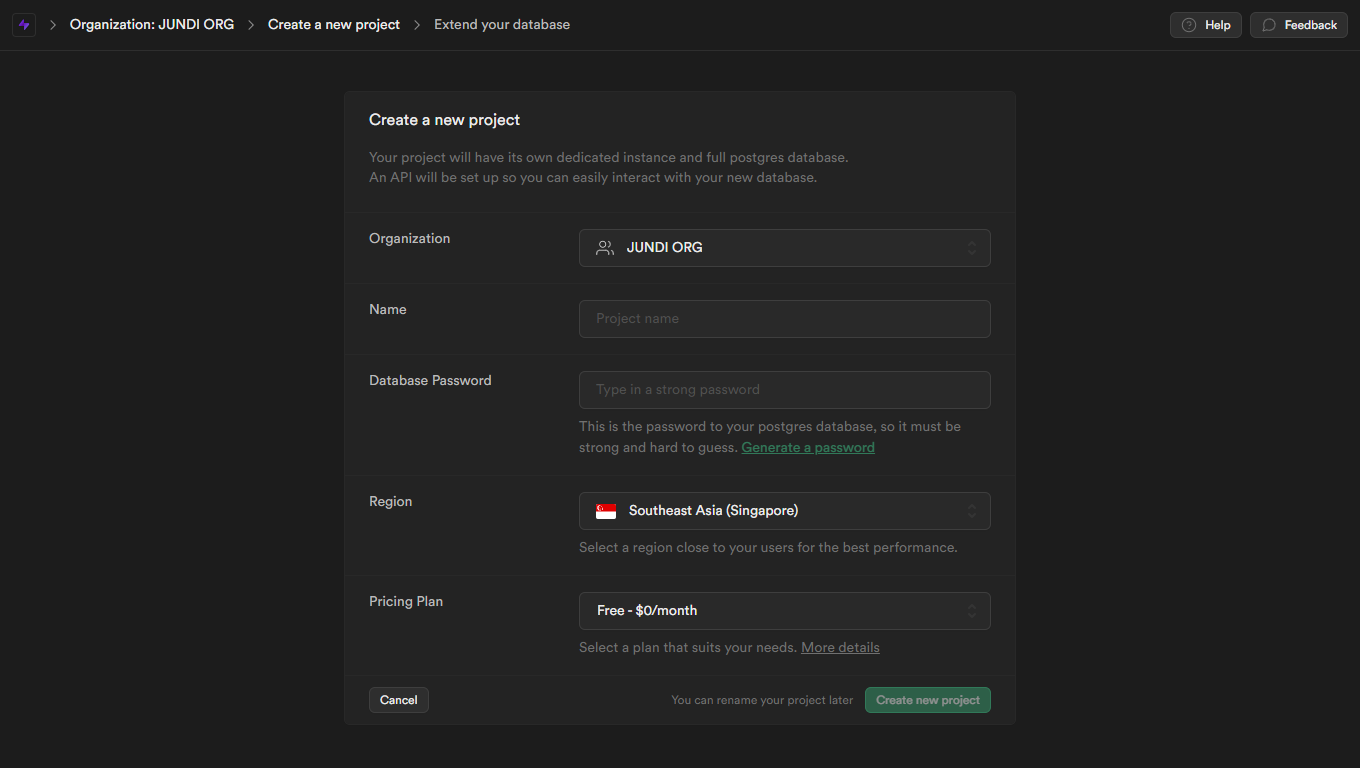 Organization: JUNDI ORG
Create a new project
Extend your database
Help
Feedback
Create a new project
Your project will have its own dedicated instance and full postgres database.
An API will be set up so you can easily interact with your new database.
Organization
JUNDI ORG
Name
Project name
Database Password
Type in a strong password
This is the password to your postgres database, so it must be
strong and hard to guess. Generate a password
Region
Southeast Asia (Singapore)
Select a region close to your users for the best performance.
Pricing Plan
Free - $0/month
Select a plan that suits your needs. More details
Cancel
You can rename your project later
Create new project